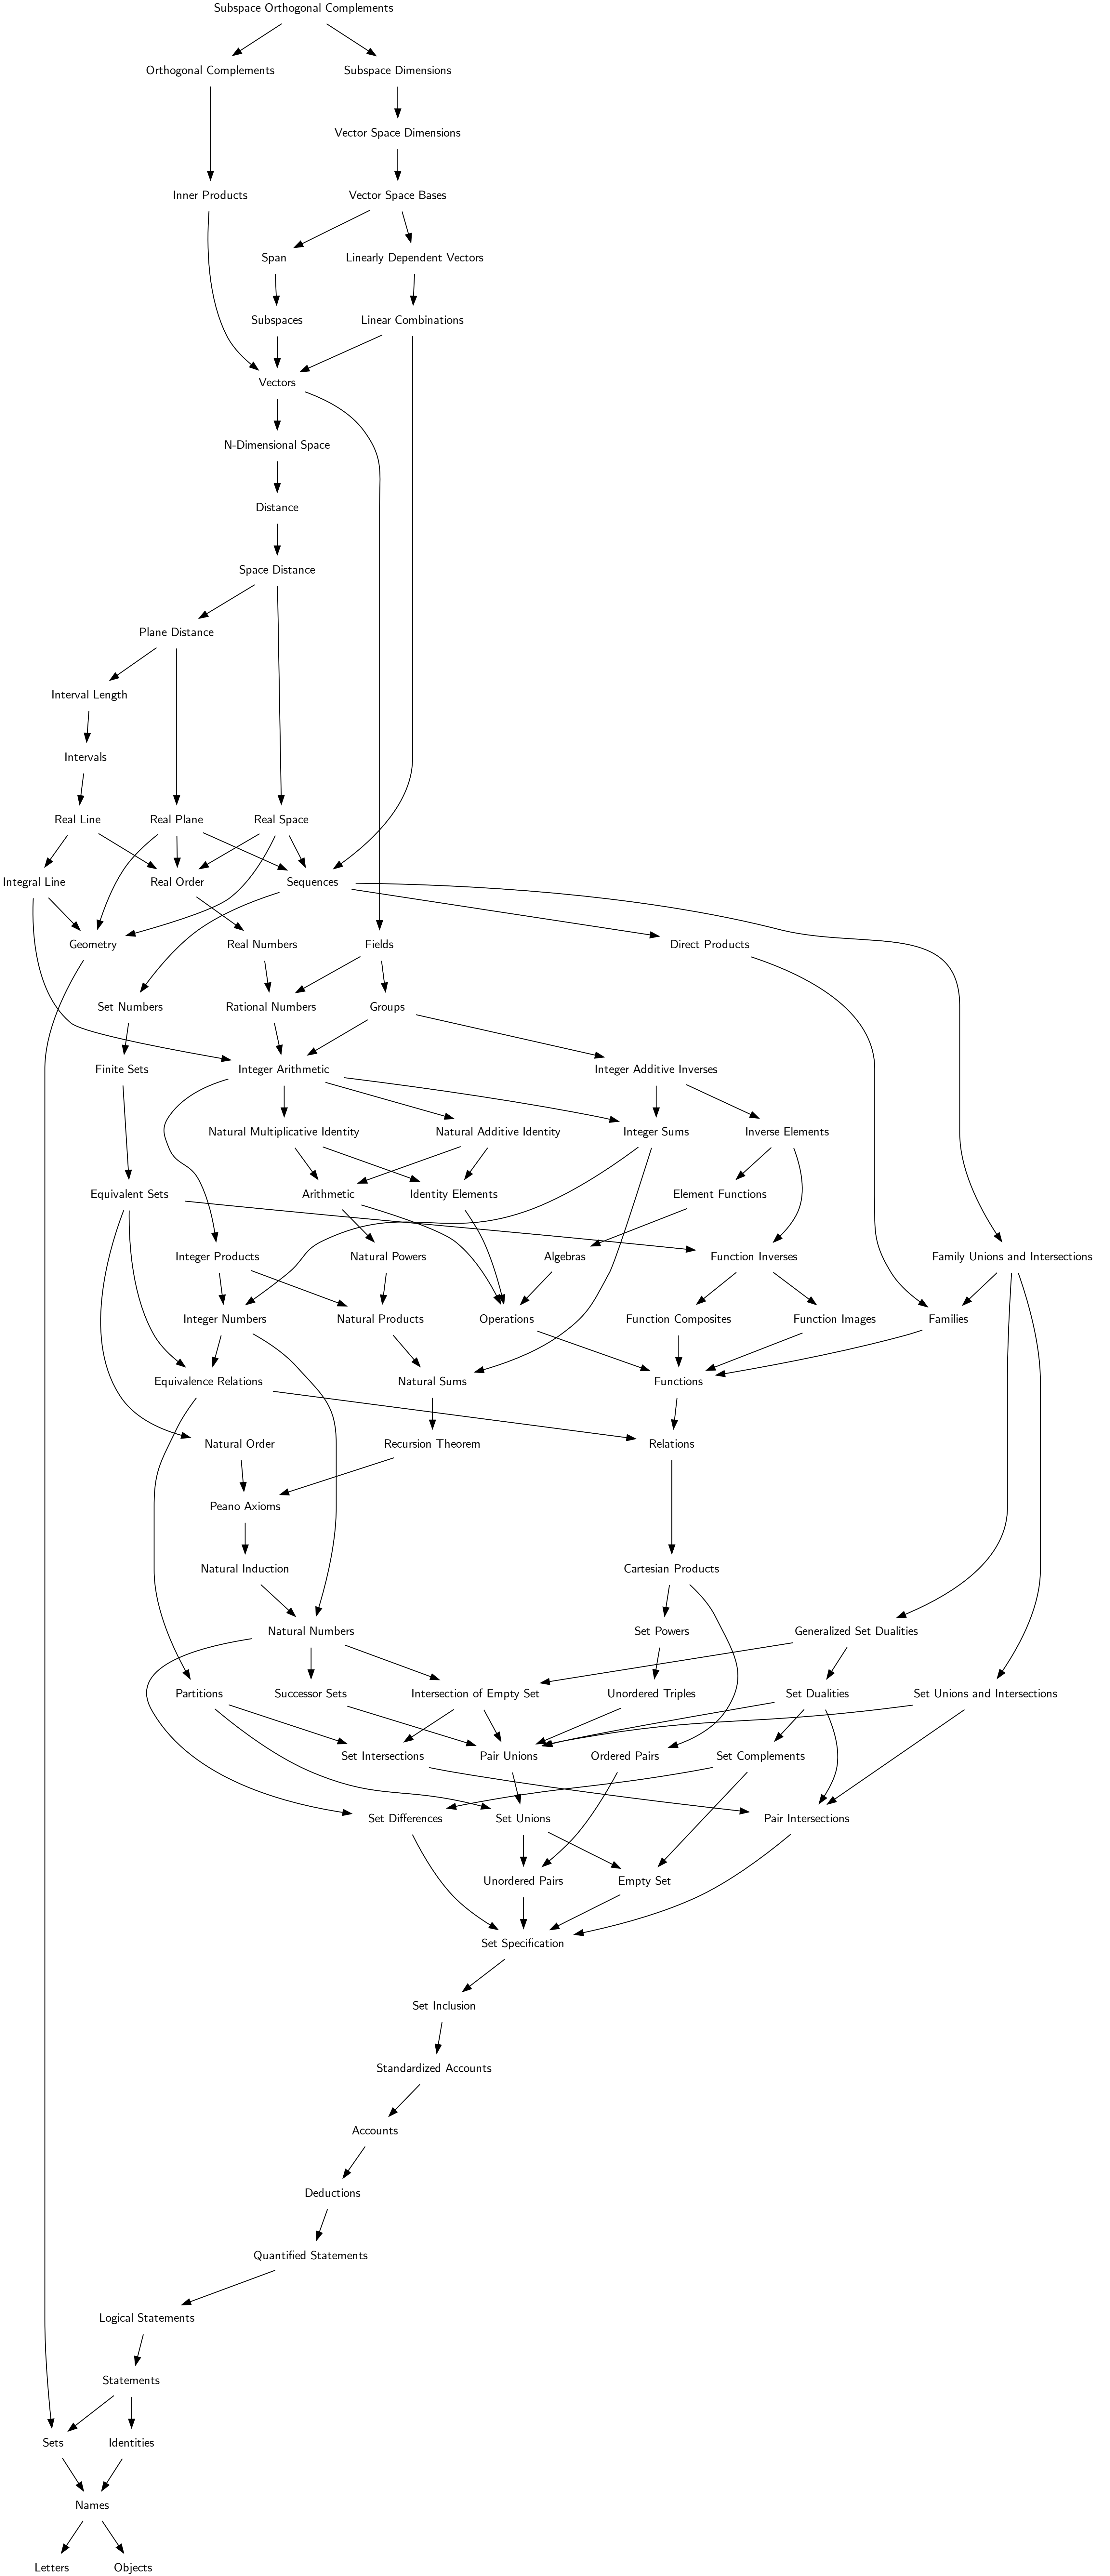 Subspace Orthogonal Complements
Orthogonal Complements
Subspace Dimensions
Vector Space Dimensions
Inner Products
Vector Space Bases
Span
Linearly Dependent Vectors
Subspaces
Linear Combinations
Vectors
N-Dimensional Space
Distance
Space Distance
Plane Distance
Interval Length
Intervals
Real Line
Real Plane
Real Space
Integral Line
Real Order
Sequences
Geometry
Real Numbers
Fields
Direct Products
Set Numbers
Rational Numbers
Groups
Finite Sets
Integer Arithmetic
Integer Additive Inverses
Natural Multiplicative Identity
Natural Additive Identity
Integer Sums
Inverse Elements
Equivalent Sets
Arithmetic
Identity Elements
Element Functions
Integer Products
Natural Powers
Algebras
Function Inverses
Family Unions and Intersections
Integer Numbers
Natural Products
Operations
Function Composites
Function Images
Families
Equivalence Relations
Natural Sums
Functions
Natural Order
Recursion Theorem
Relations
Peano Axioms
Natural Induction
Cartesian Products
Natural Numbers
Set Powers
Generalized Set Dualities
Partitions
Successor Sets
Intersection of Empty Set
Unordered Triples
Set Dualities
Set Unions and Intersections
Set Intersections
Pair Unions
Ordered Pairs
Set Complements
Set Differences
Set Unions
Pair Intersections
Unordered Pairs
Empty Set
Set Specification
Set Inclusion
Standardized Accounts
Accounts
Deductions
Quantified Statements
Logical Statements
Statements
Sets
Identities
Names
Letters
Objects